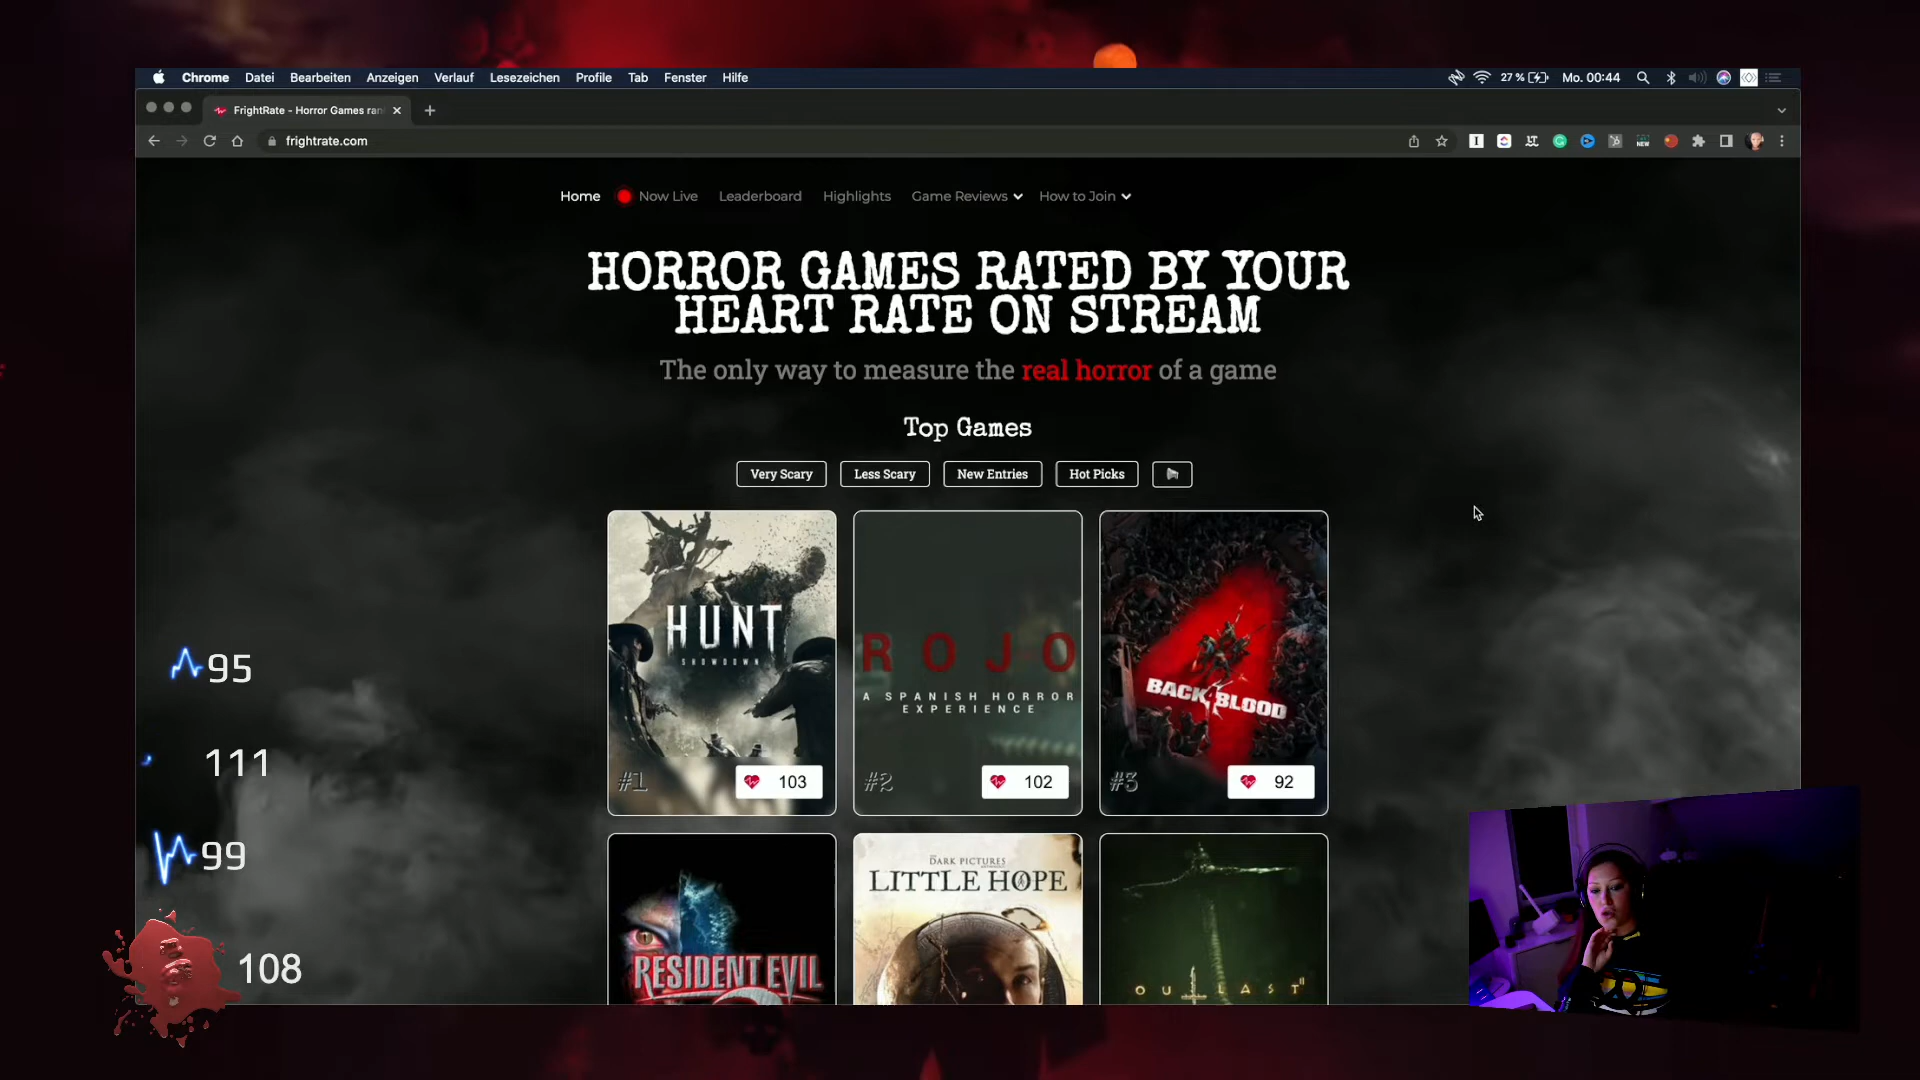 Chrome Datei Bearbeiten Anzeigen Verlauf Lesezeichen Profile Tab Fenster Hilfe 27 % Mo. 00:44
FrightRate - Horror Games ran
frightrate.com
Home Now Live Leaderboard Highlights Game Reviews How to Join
HORROR GAMES RATED BY YOUR
HEART RATE ON STREAM
The only way to measure the real horror of a game
Top Games
Very Scary Less Scary New Entries Hot Picks
HUNT
SHOWDOWN
#1 103
ROJO
A SPANISH HORROR
EXPERIENCE
#2 102
4
BACK BLOOD
#3 92
RESIDENT EVIL
2
THE DARK PICTURES
LITTLE HOPE
OUTLAST II
95
111
99
108